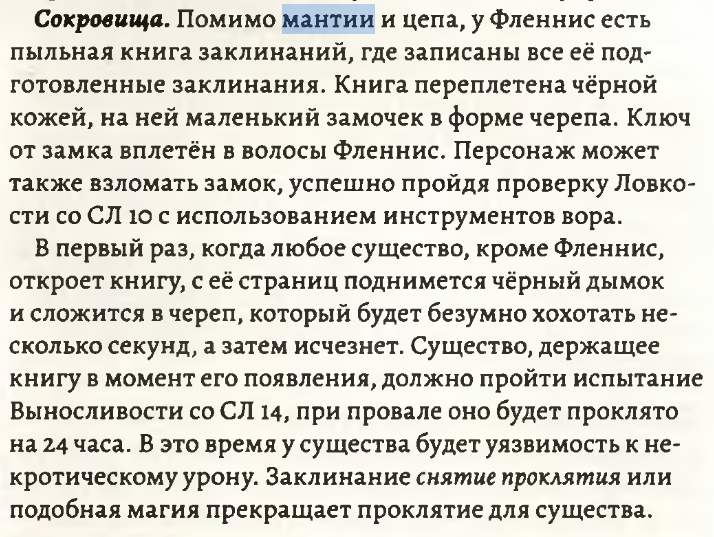 Сокровища. Помимо мантии и цепа, у Фленнис есть
пыльная книга заклинаний, где записаны все её под-
готовленные заклинания. Книга переплетена чёрной
кожей, на ней маленький замочек в форме черепа. Ключ
от замка вплетён в волосы Фленнис. Персонаж может
также взломать замок, успешно пройдя проверку Ловко-
сти со СЛ 10 с использованием инструментов вора.
В первый раз, когда любое существо, кроме Фленнис,
откроет книгу, с её страниц поднимется чёрный дымок
и сложится в череп, который будет безумно хохотать не-
сколько секунд, а затем исчезнет. Существо, держащее
книгу в момент его появления, должно пройти испытание
Выносливости со СЛ 14, при провале оно будет проклято
на 24 часа. В это время у существа будет уязвимость к не-
кротическому урону. Заклинание снятие проклятия или
подобная магия прекращает проклятие для существа.